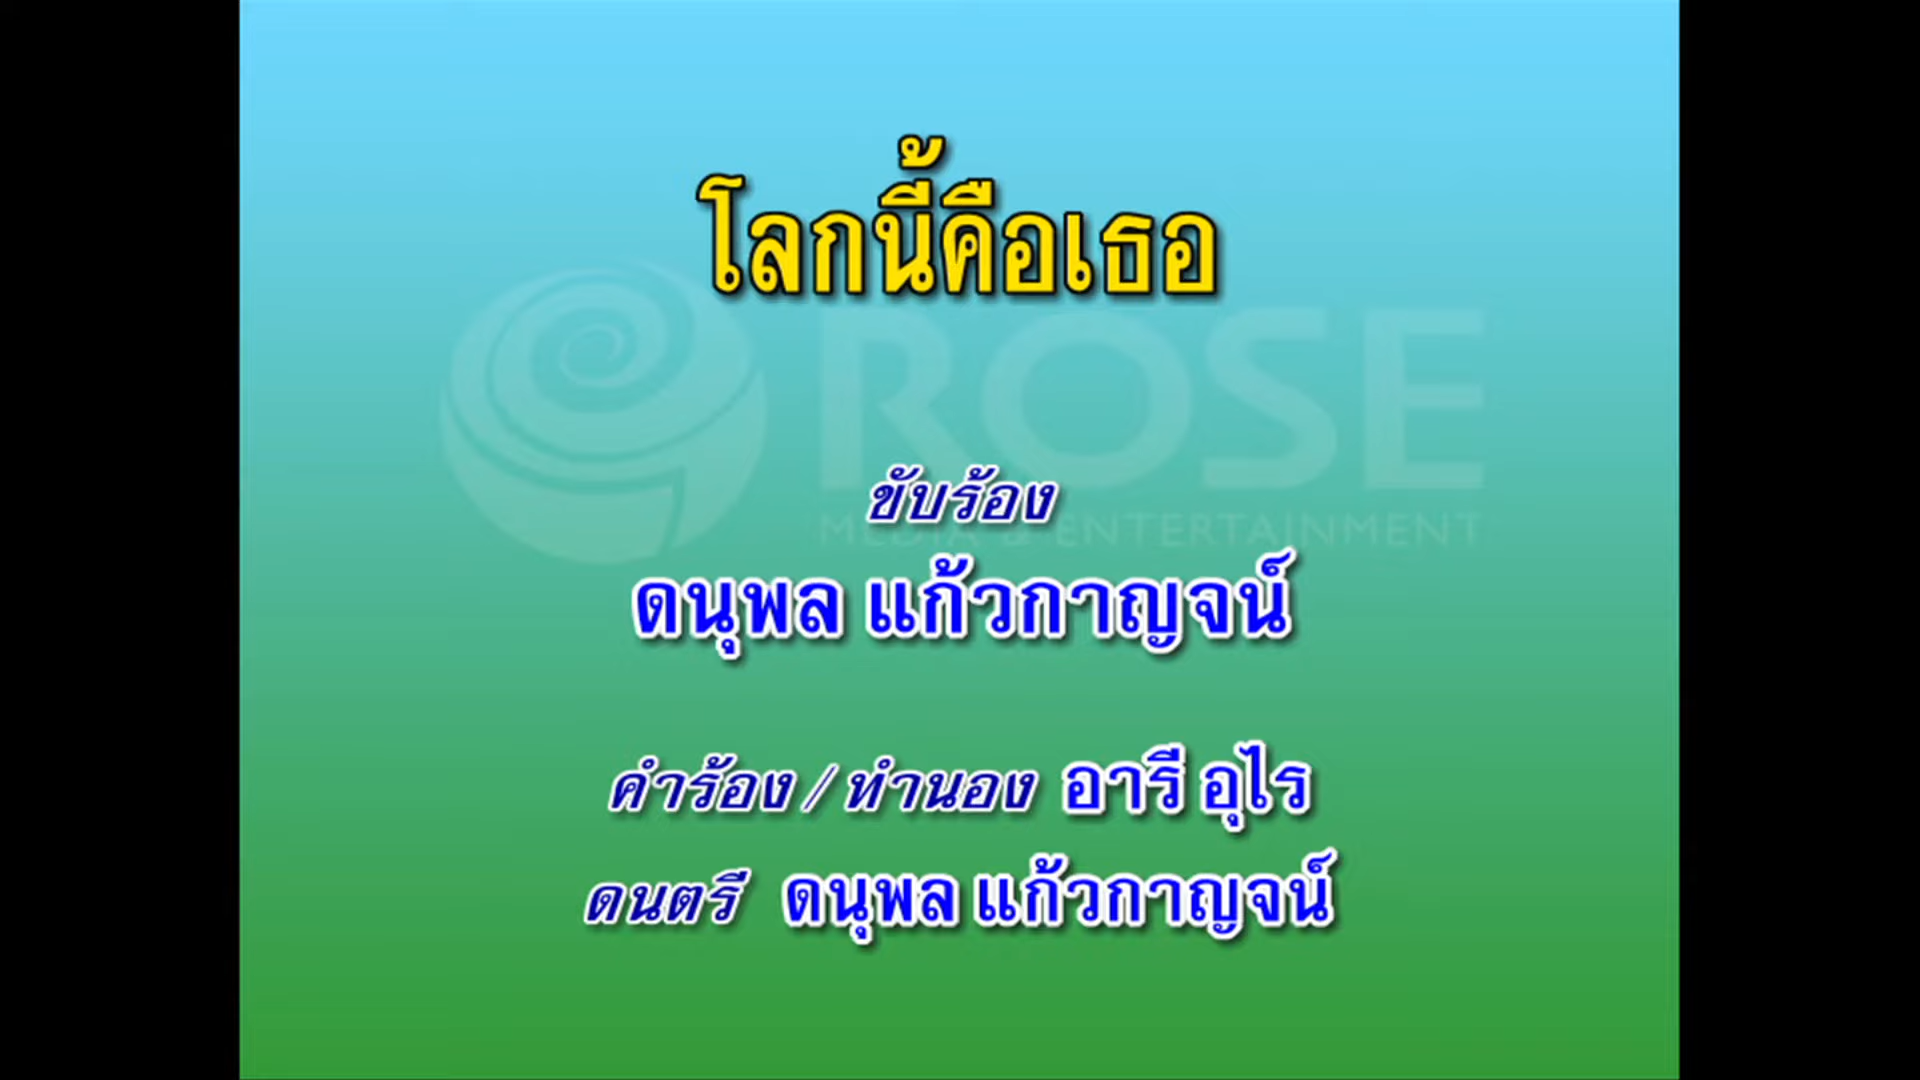 โลกนี้คือเธอ
ROSE
MEDIA & ENTERTAINMENT
ขับร้อง
ดนุพล แก้วกาญจน์
คำร้อง / ทำนอง อารี อุไร
ดนตรี ดนุพล แก้วกาญจน์